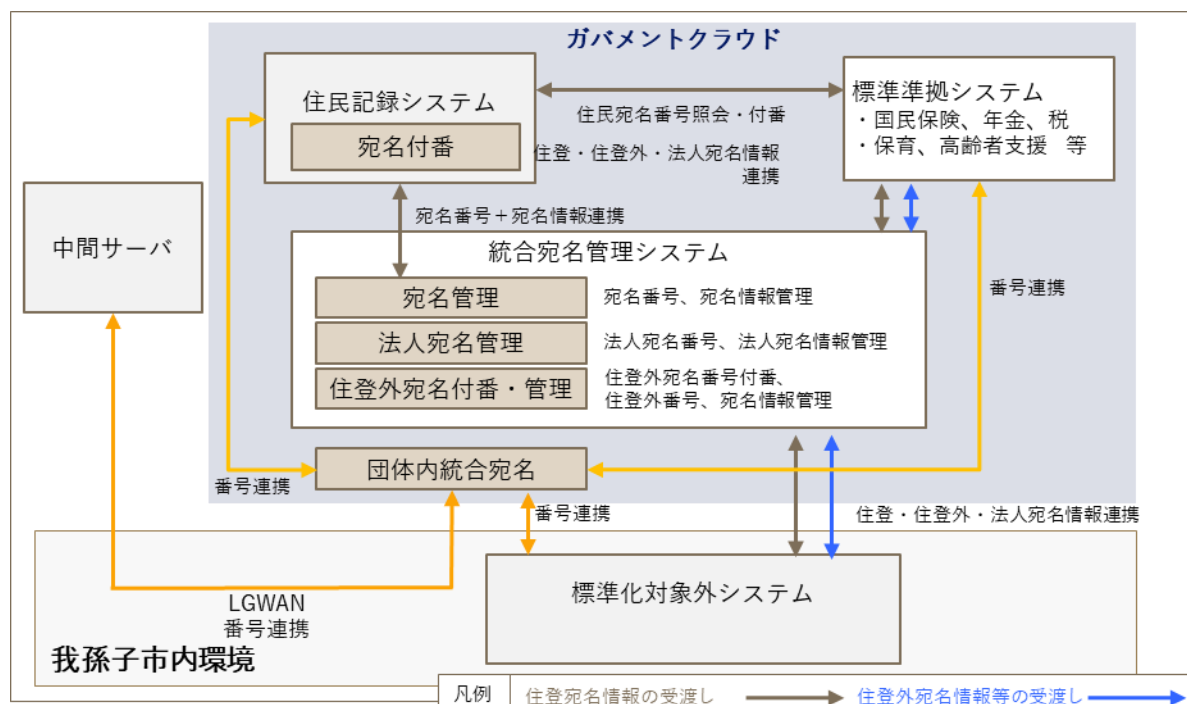 ガバメントクラウド
住民記録システム
宛名付番
住民宛名番号照会・付番
住登・住登外・法人宛名情報
連携
標準準拠システム
・国民保険、年金、税
・保育、高齢者支援 等
中間サーバ
宛名番号＋宛名情報連携
統合宛名管理システム
宛名管理
宛名番号、宛名情報管理
法人宛名管理
法人宛名番号、法人宛名情報管理
住登外宛名付番・管理
住登外宛名番号付番、
住登外番号、宛名情報管理
番号連携
団体内統合宛名
番号連携
番号連携
住登・住登外・法人宛名情報連携
標準化対象外システム
LGWAN
番号連携
我孫子市内環境
凡例
住登宛名情報の受渡し
住登外宛名情報等の受渡し